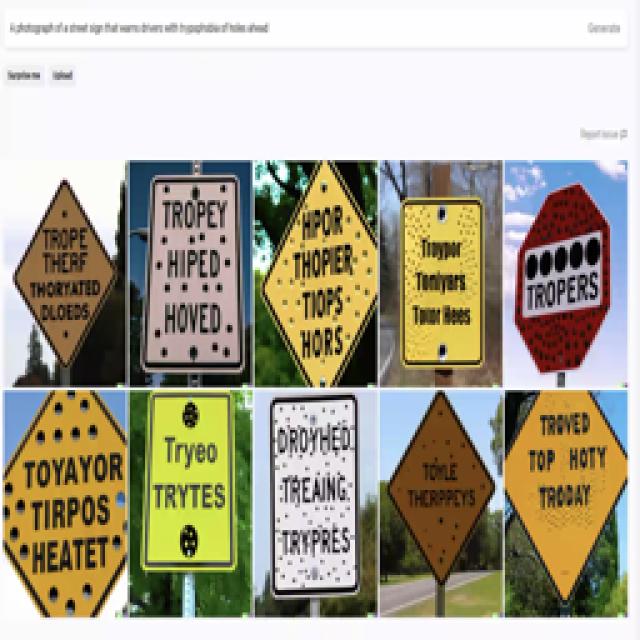 A photograph of a street sign that warns drivers with trypophobia of holes ahead
Generate
Surprise me
Upload
Report issue
TROPE
THERF
THORYATED
DLOEDS
TROPEY
HIPED
HOVED
HPOR
THOPIER
TIOPS
HORS
Troypor
Toniyers
Taior Hees
TROPERS
TOYAYOR
TIRPOS
HEATET
Tryeo
TRYTES
DROYHED
TREAING
TRYPRES
TOYLE
THERPPEYS
TROVED
TOP HOTY
TRODAY